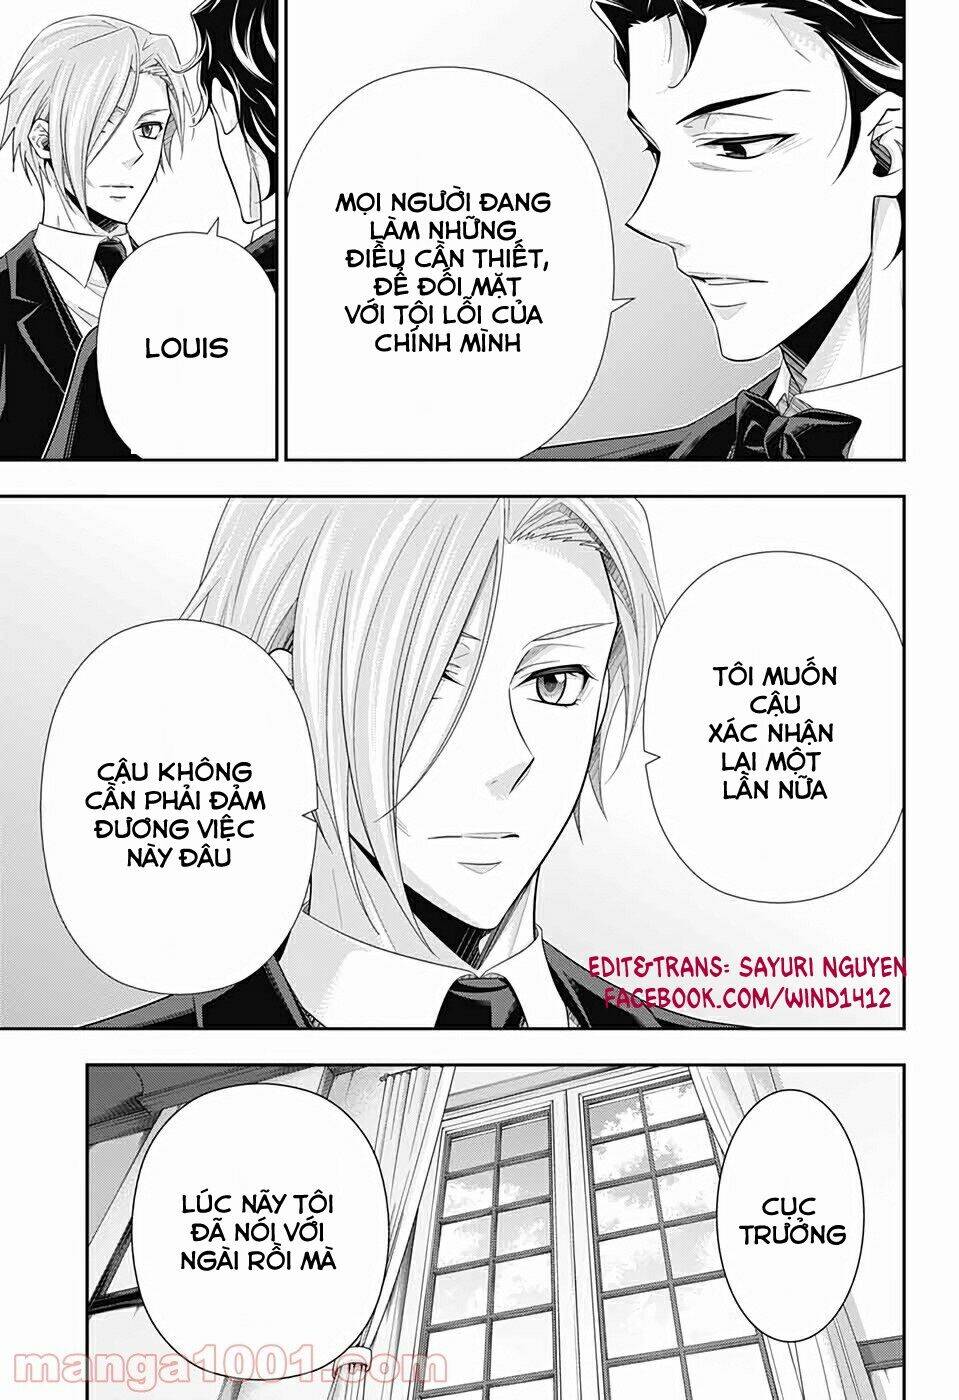 MỌI NGƯỜI ĐANG
LÀM NHỮNG
ĐIỀU CẦN THIẾT,
ĐỂ ĐỐI MẶT
VỚI TỘI LỖI CỦA
CHÍNH MÌNH
LOUIS
TÔI MUỐN
CẬU
XÁC NHẬN
LẠI MỘT
LẦN NỮA
CẬU KHÔNG
CẦN PHẢI ĐẢM
ĐƯƠNG VIỆC
NÀY ĐÂU
EDIT&TRANS: SAYURI NGUYEN
FACEBOOK.COM/WIND1412
CỤC
TRƯỞNG
LÚC NÃY TÔI
ĐÃ NÓI VỚI
NGÀI RỒI MÀ
manga1001.com